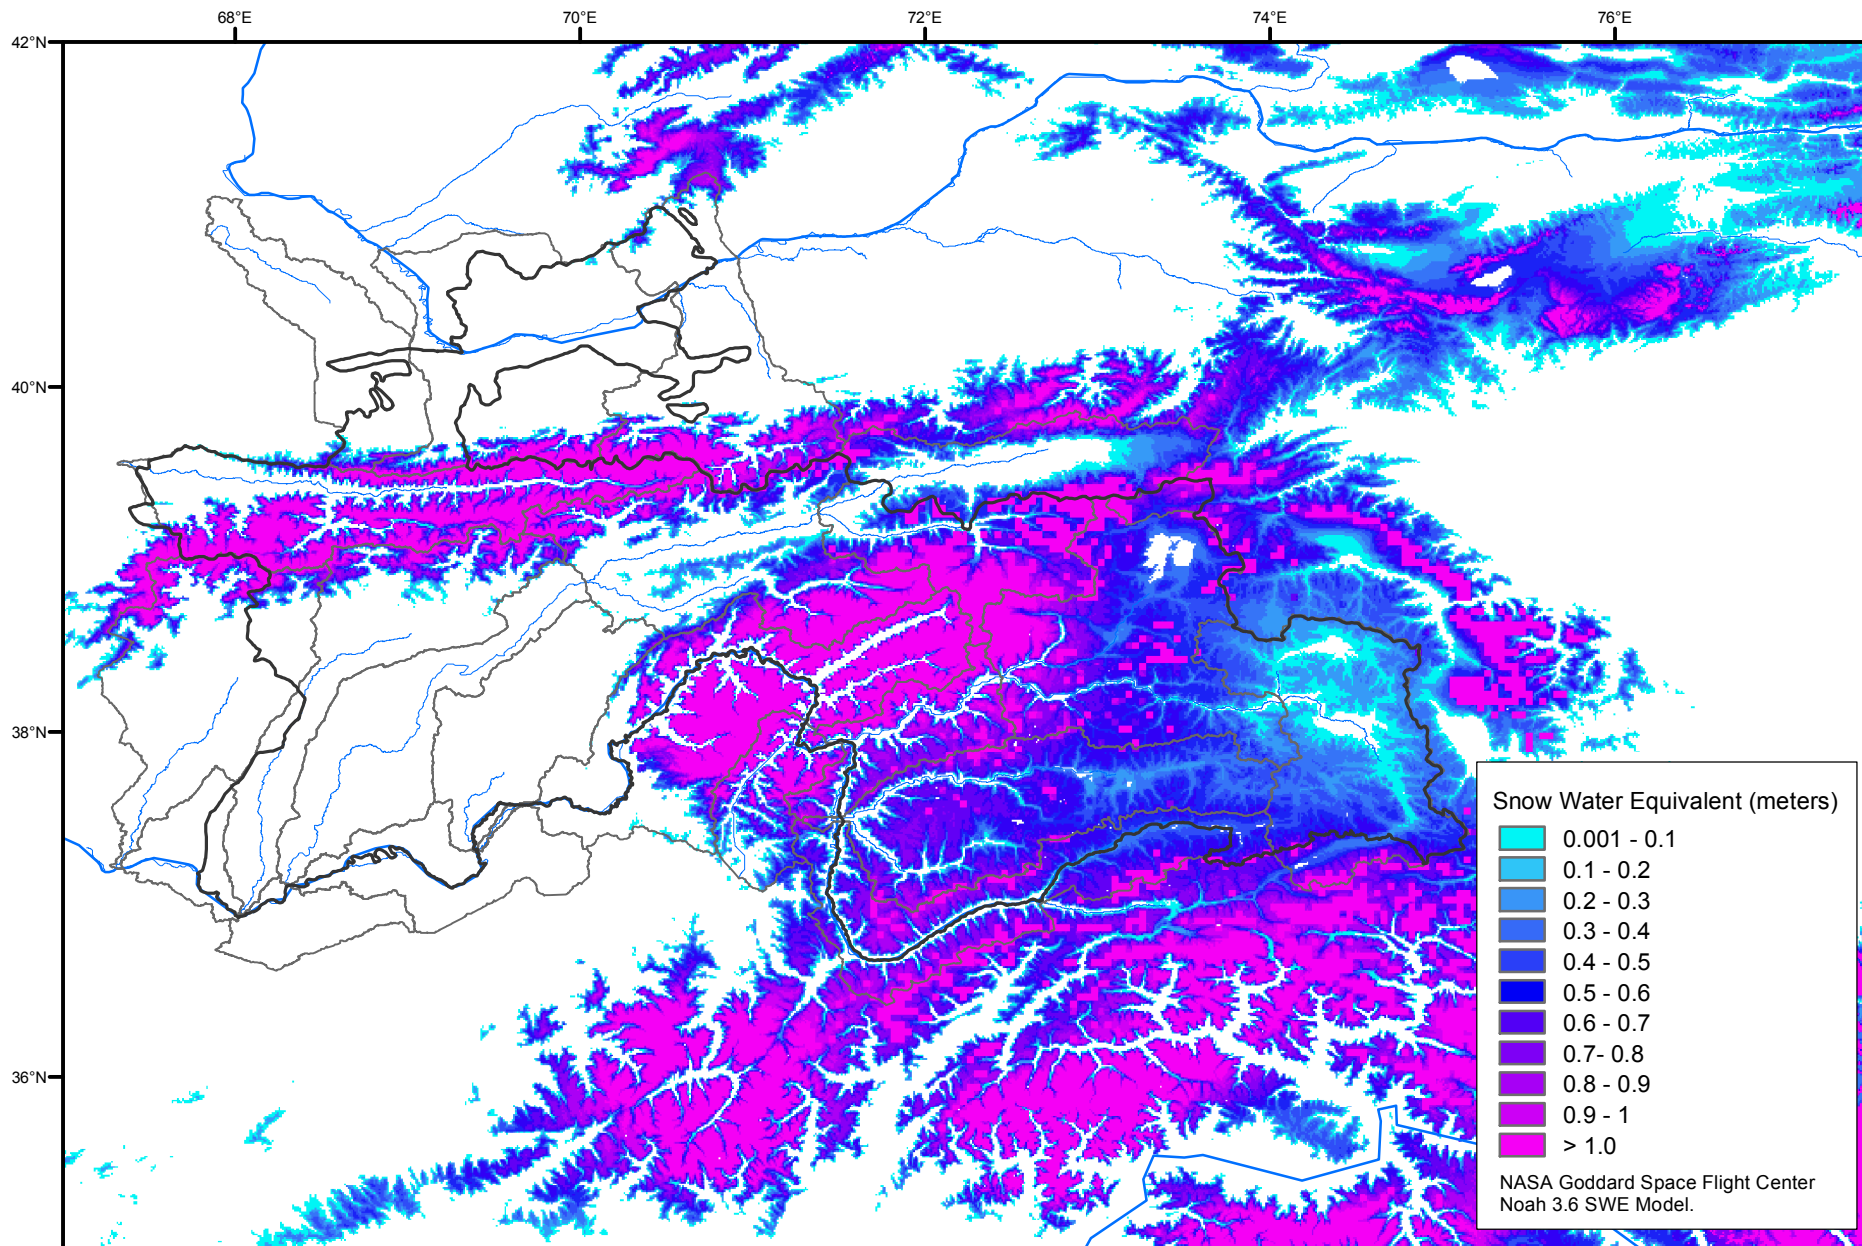 68°E
70°E
72°E
74°E
76°E
42°N
40°N
38°N
36°N
Snow Water Equivalent (meters)
0.001 - 0.1
0.1 - 0.2
0.2 - 0.3
0.3 - 0.4
0.4 - 0.5
0.5 - 0.6
0.6 - 0.7
0.7- 0.8
0.8 - 0.9
0.9 - 1
> 1.0
NASA Goddard Space Flight Center
Noah 3.6 SWE Model.